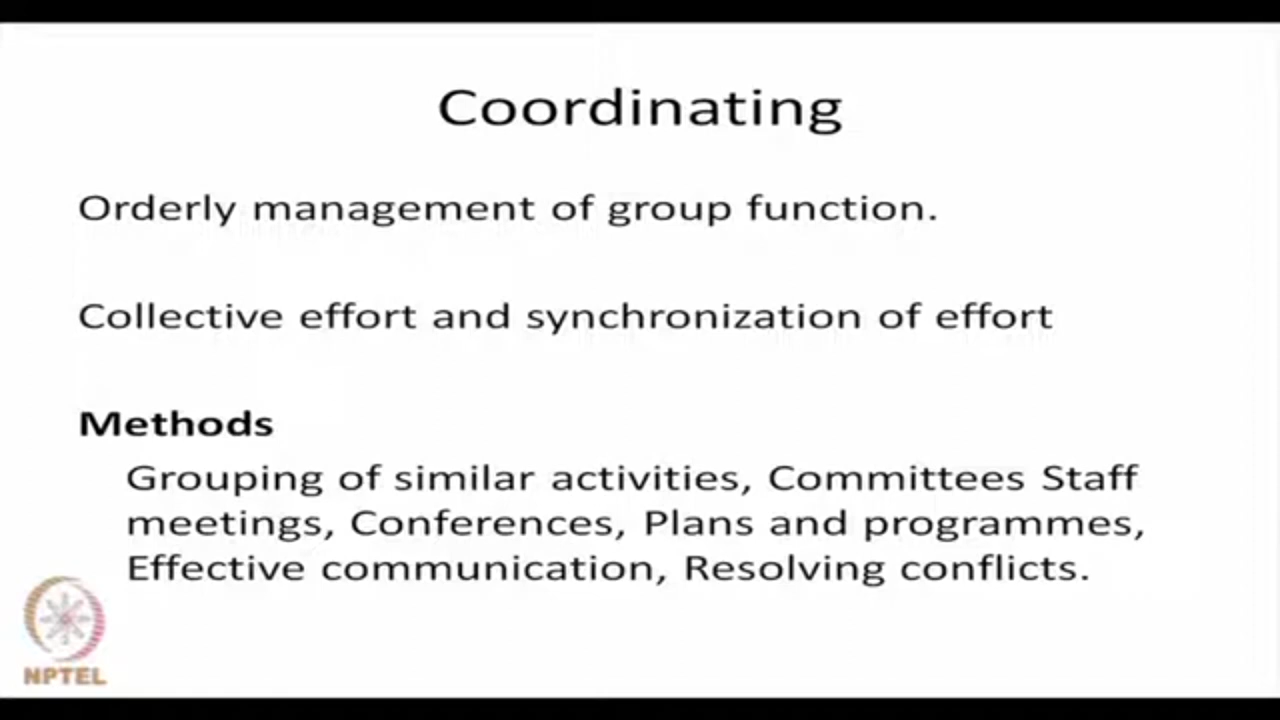 Coordinating
Orderly management of group function.
Collective effort and synchronization of effort
Methods
Grouping of similar activities, Committees Staff
meetings, Conferences, Plans and programmes,
Effective communication, Resolving conflicts.
NPTEL